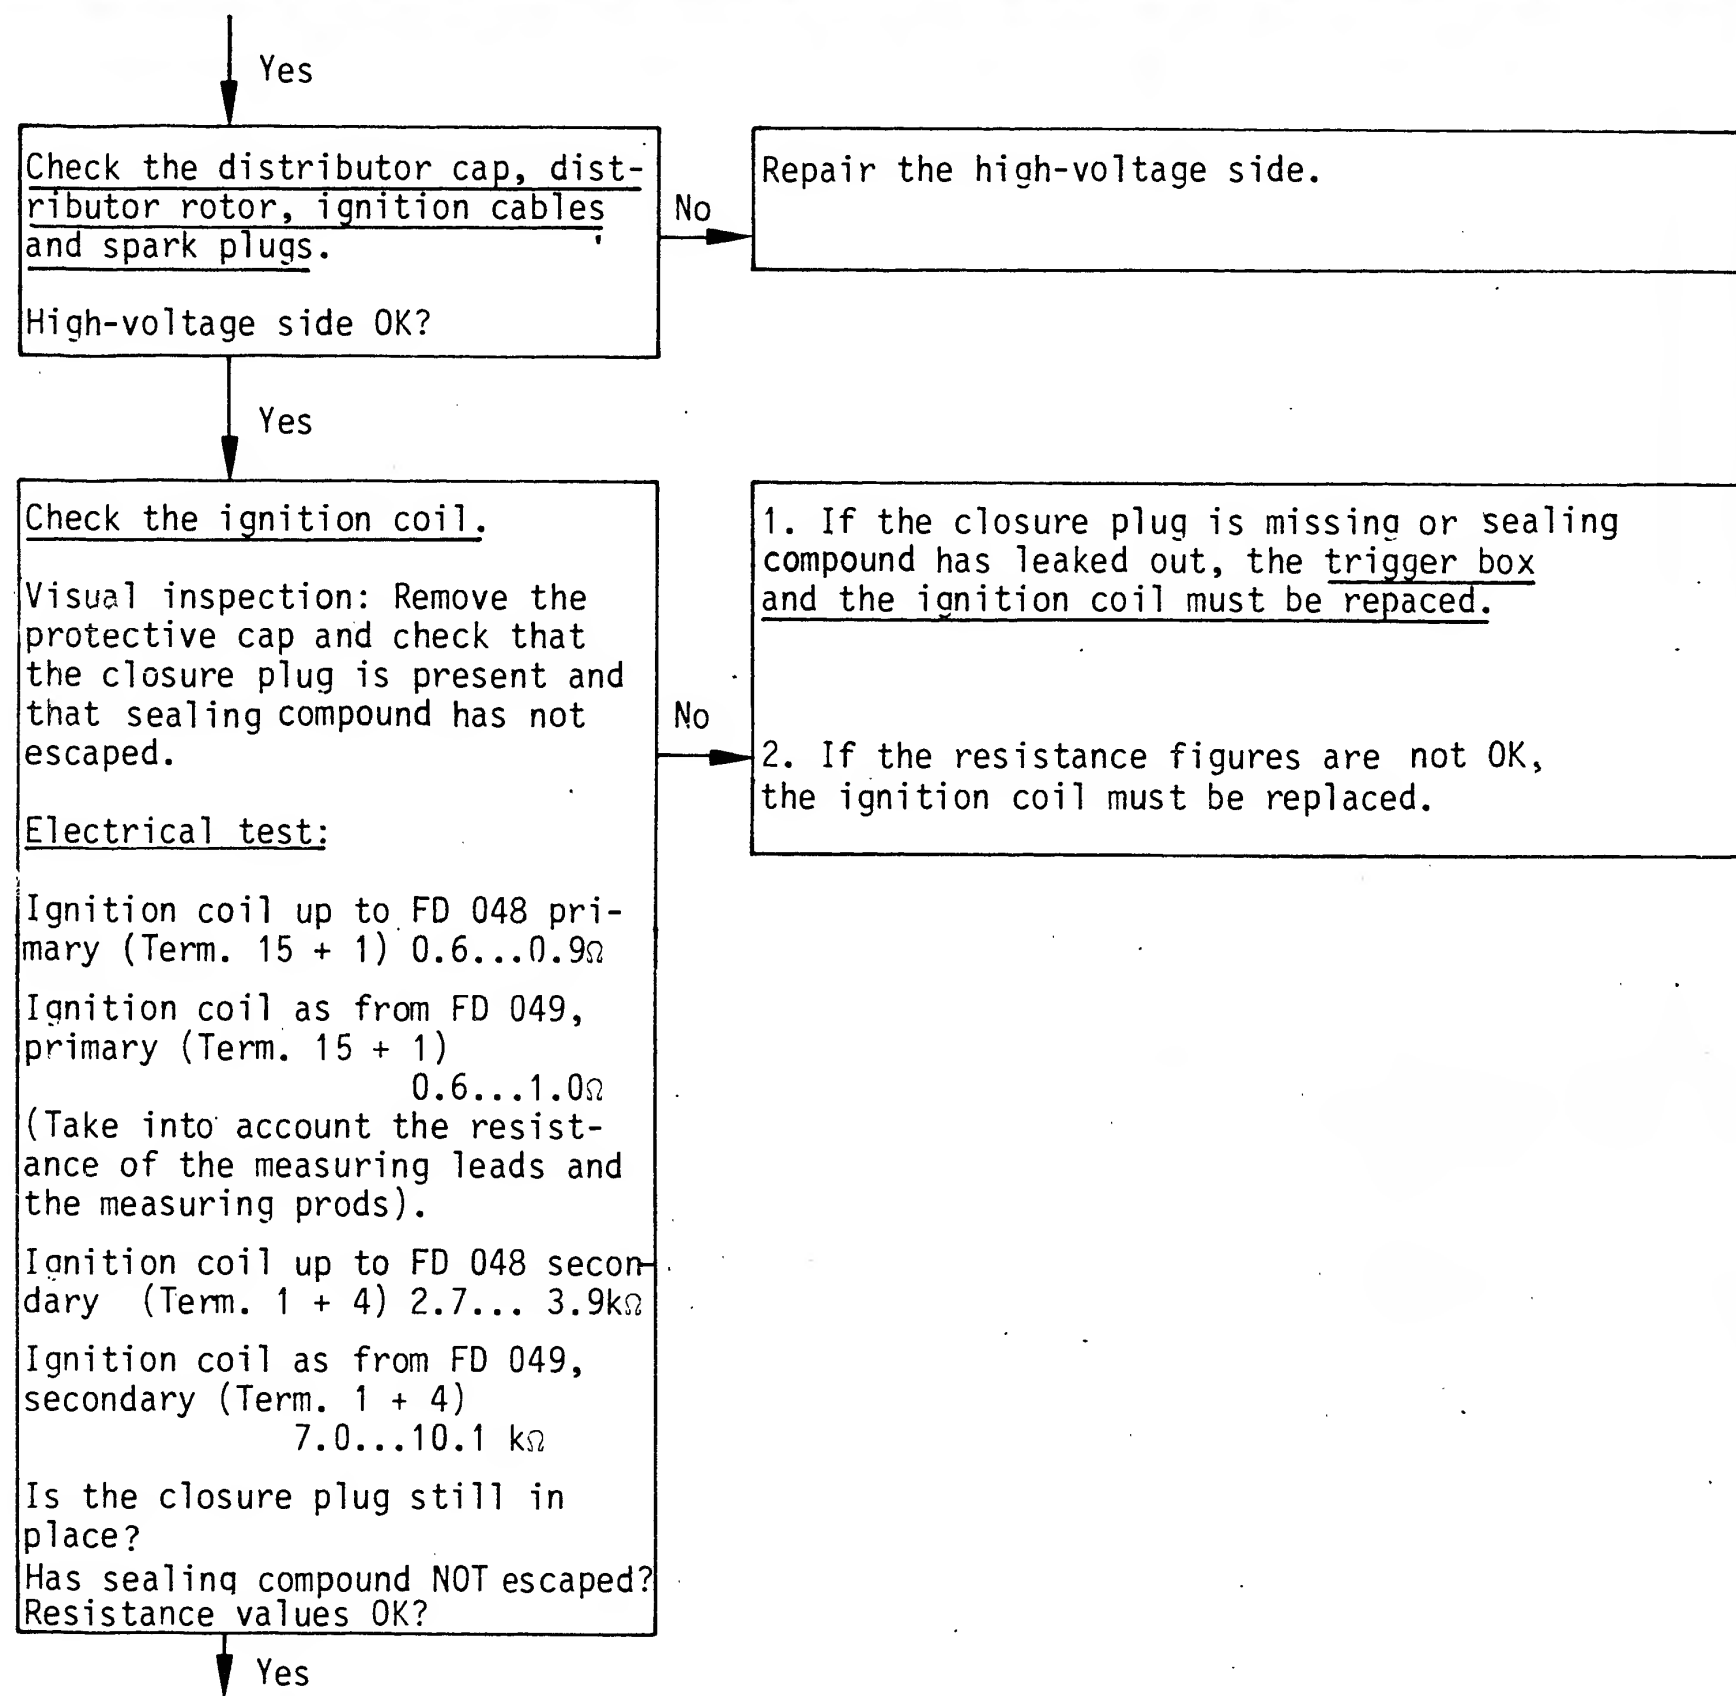 Yes
Check the distributor cap, dist-
ributor rotor, ignition cables
and spark plugs.
High-voltage side OK?
No
Repair the high-voltage side.
Yes
Check the ignition coil.
Visual inspection: Remove the
protective cap and check that
the closure plug is present and
that sealing compound has not
escaped.
Electrical test:
Ignition coil up to FD 048 pri-
mary (Term. 15 + 1) 0.6...0.9Ω
Ignition coil as from FD 049,
primary (Term. 15 + 1)
0.6...1.0Ω
(Take into account the resist-
ance of the measuring leads and
the measuring prods).
Ignition coil up to FD 048 secon-
dary (Term. 1 + 4) 2.7... 3.9kΩ
Ignition coil as from FD 049,
secondary (Term. 1 + 4)
7.0...10.1 kΩ
Is the closure plug still in
place?
Has sealing compound NOT escaped?
Resistance values OK?
No
1. If the closure plug is missing or sealing
compound has leaked out, the trigger box
and the ignition coil must be repaced.
2. If the resistance figures are not OK,
the ignition coil must be replaced.
Yes